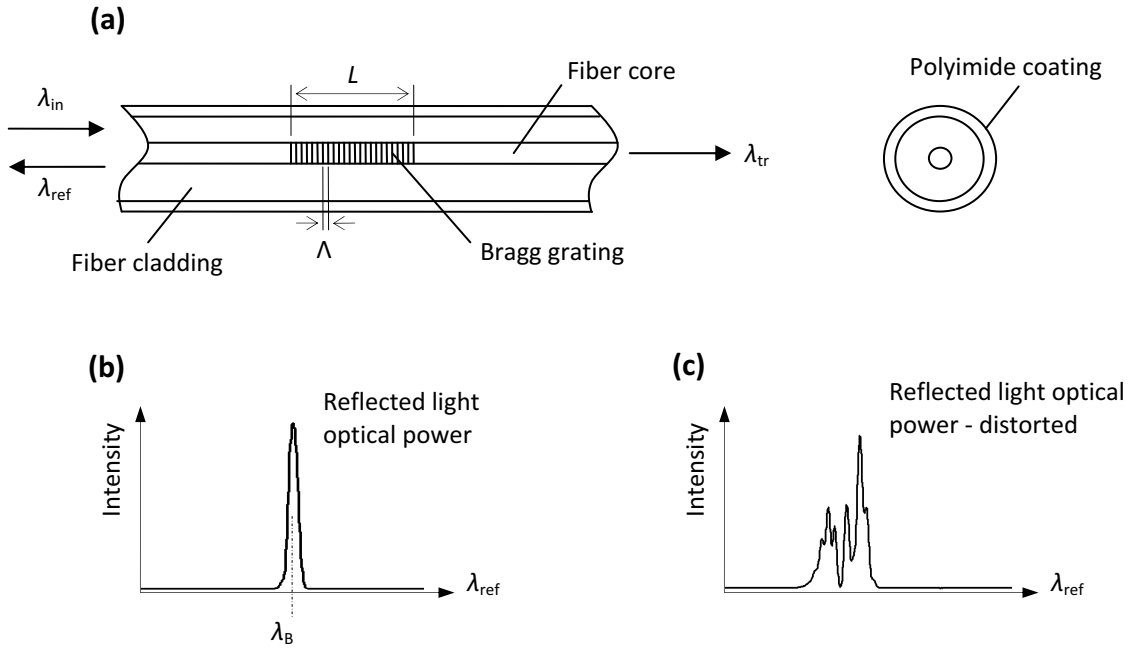 (a)
L
Fiber core
Polyimide coating
λin
λref
λtr
Λ
Fiber cladding
Bragg grating
(b)
(c)
Reflected light
optical power
Reflected light optical
power - distorted
Intensity
Intensity
λref
λref
λB